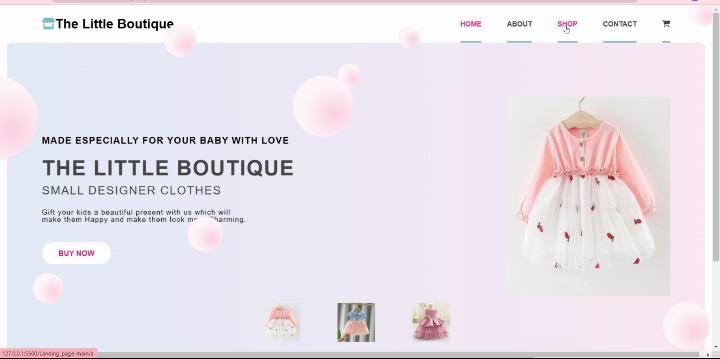 The Little Boutique
HOME ABOUT SHOP CONTACT
MADE ESPECIALLY FOR YOUR BABY WITH LOVE
THE LITTLE BOUTIQUE
SMALL DESIGNER CLOTHES
Gift your kids a beautiful present with us which will
make them Happy and make them look
BUY NOW
127.0.0.1:5500/Landing_page-main/#